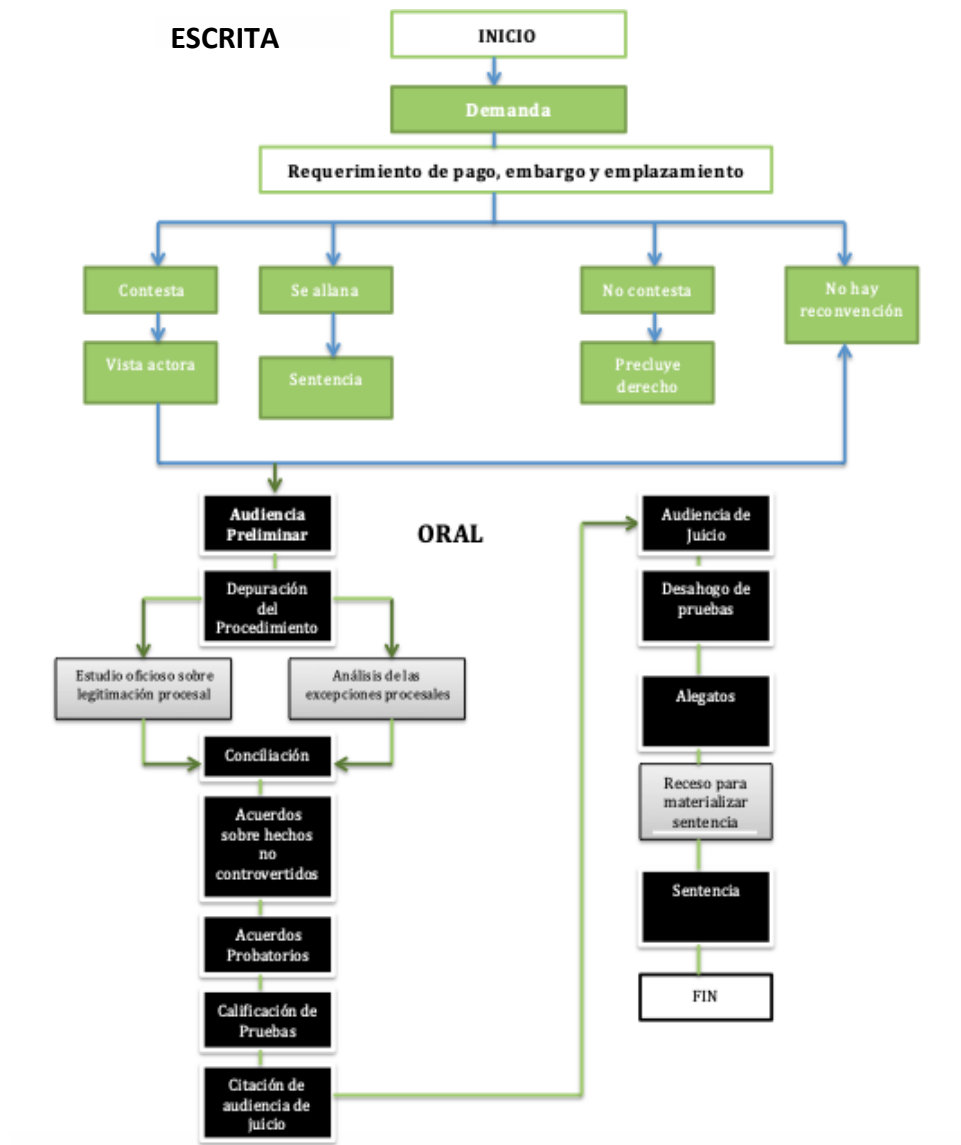 ESCRITA
INICIO
Demanda
Requerimiento de pago, embargo y emplazamiento
Contesta
Se allana
No contesta
No hay
reconvención
Vista actora
Sentencia
Precluye
derecho
Audiencia
Preliminar
ORAL
Depuración
del
Procedimiento
Estudio oficioso sobre
legitimación procesal
Análisis de las
excepciones procesales
Conciliación
Acuerdos
sobre hechos
no
controvertidos
Acuerdos
Probatorios
Calificación de
Pruebas
Citación de
audiencia de
juicio
Audiencia de
Juicio
Desahogo de
pruebas
Alegatos
Receso para
materializar
sentencia
Sentencia
FIN